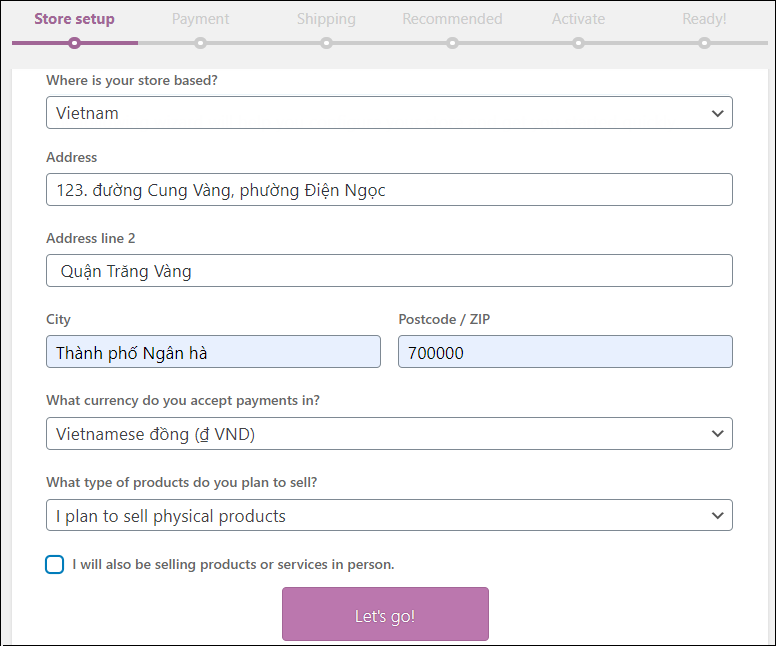 Store setup Payment Shipping Recommended Activate Ready!
Where is your store based?
Vietnam
Address
123. đường Cung Vàng, phường Điện Ngọc
Address line 2
Quận Trăng Vàng
City Postcode / ZIP
Thành phố Ngân hà 700000
What currency do you accept payments in?
Vietnamese đồng (₫ VND)
What type of products do you plan to sell?
I plan to sell physical products
I will also be selling products or services in person.
Let's go!